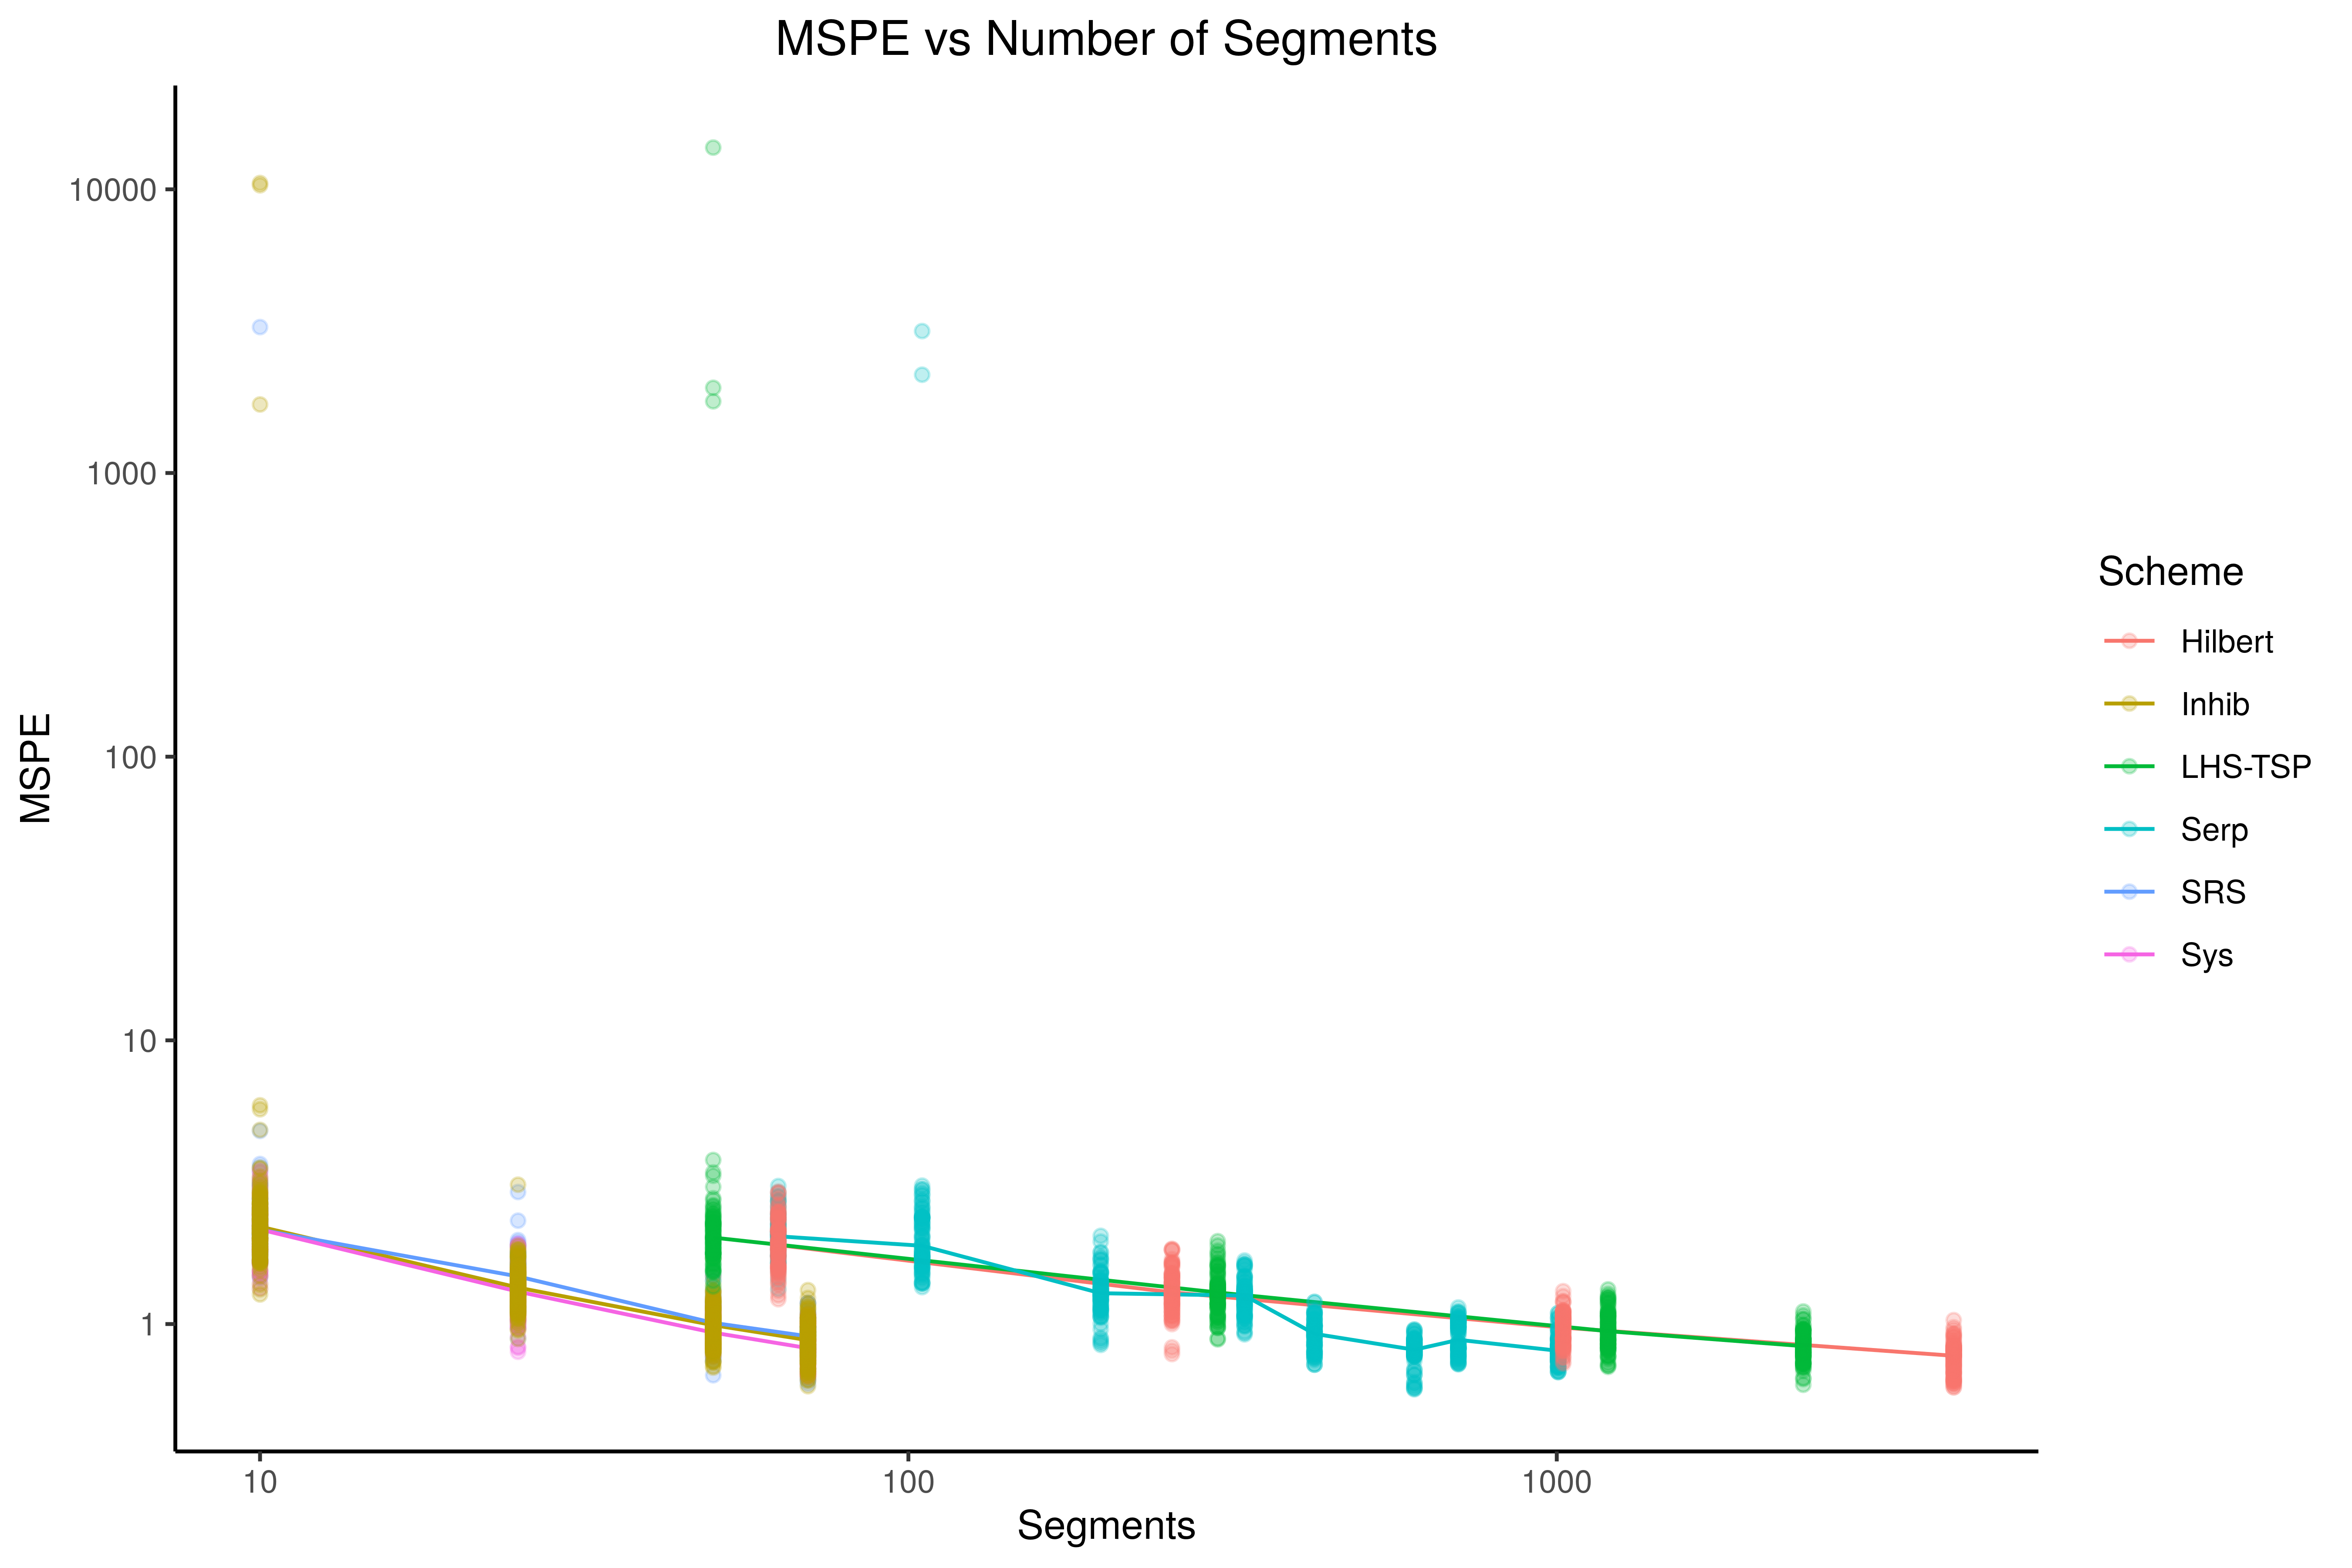 MSPE vs Number of Segments
MSPE
10000
1000
100
10
1
10
100
1000
Segments
Scheme
Hilbert
Inhib
LHS-TSP
Serp
SRS
Sys